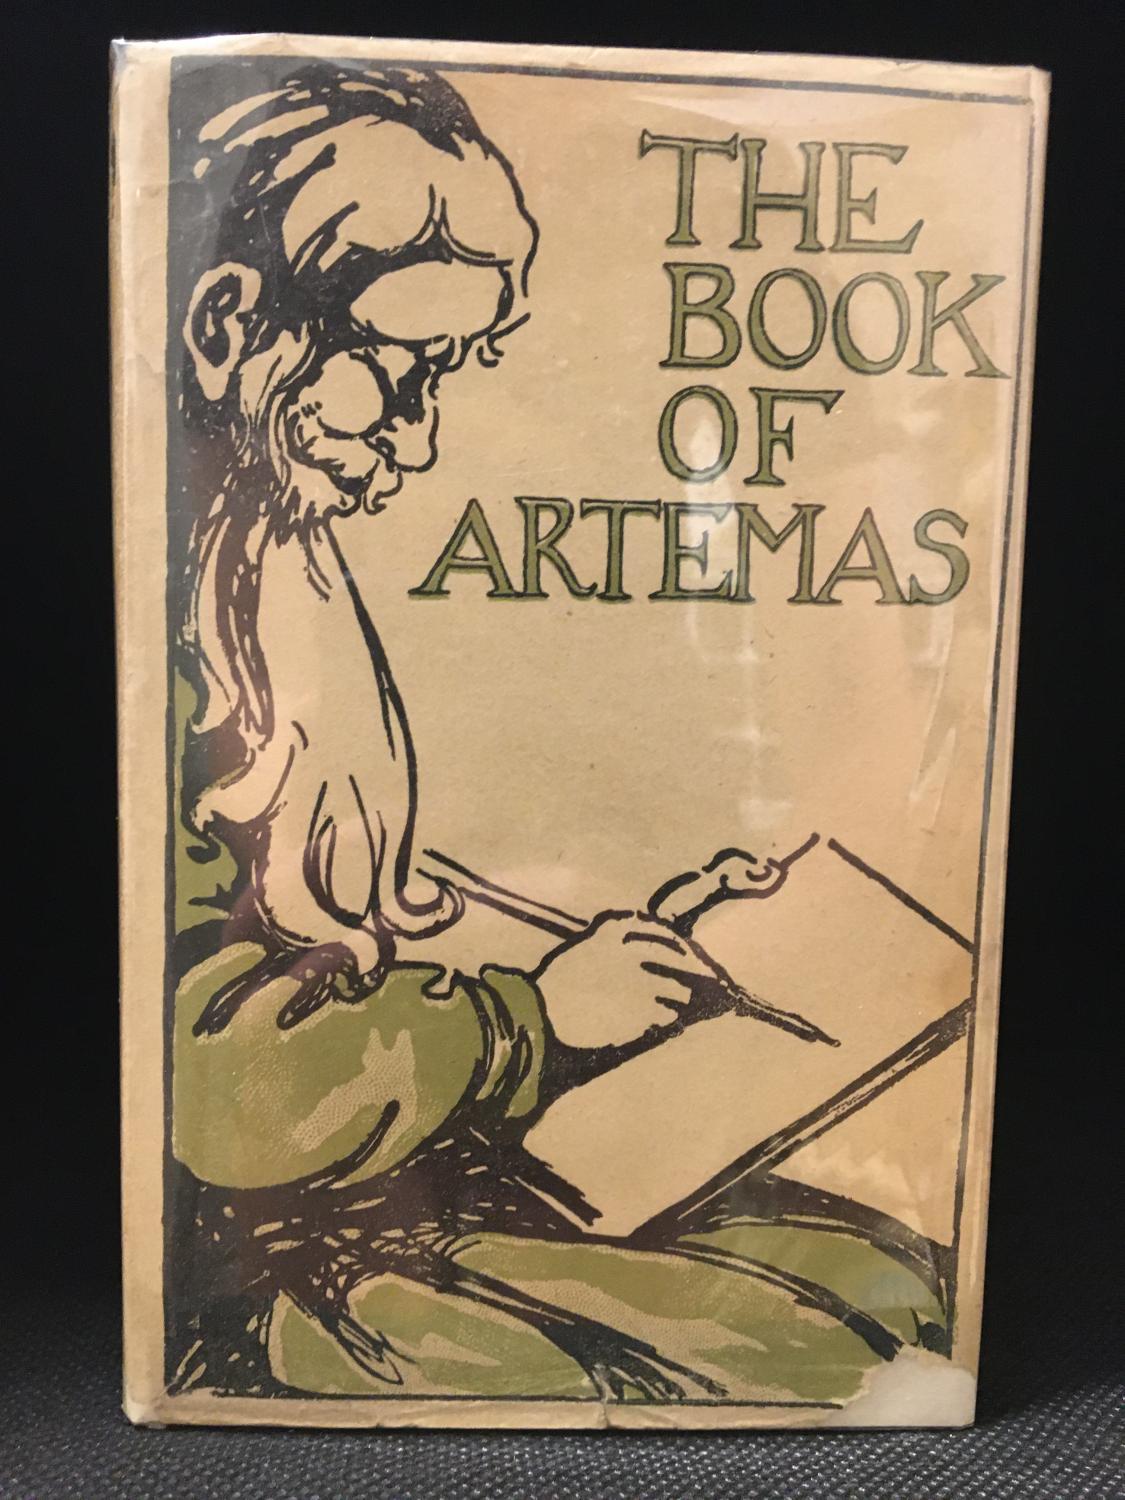 THE
BOOK
OF
ARTEMAS